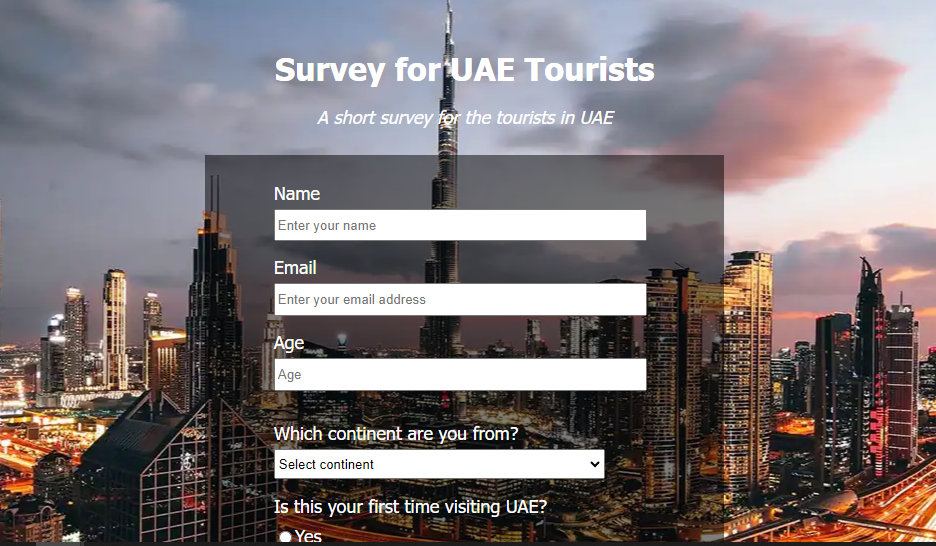 Survey for UAE Tourists
A short survey for the tourists in UAE
Name
Enter your name
Email
Enter your email address
Age
Age
Which continent are you from?
Select continent
Is this your first time visiting UAE?
Yes